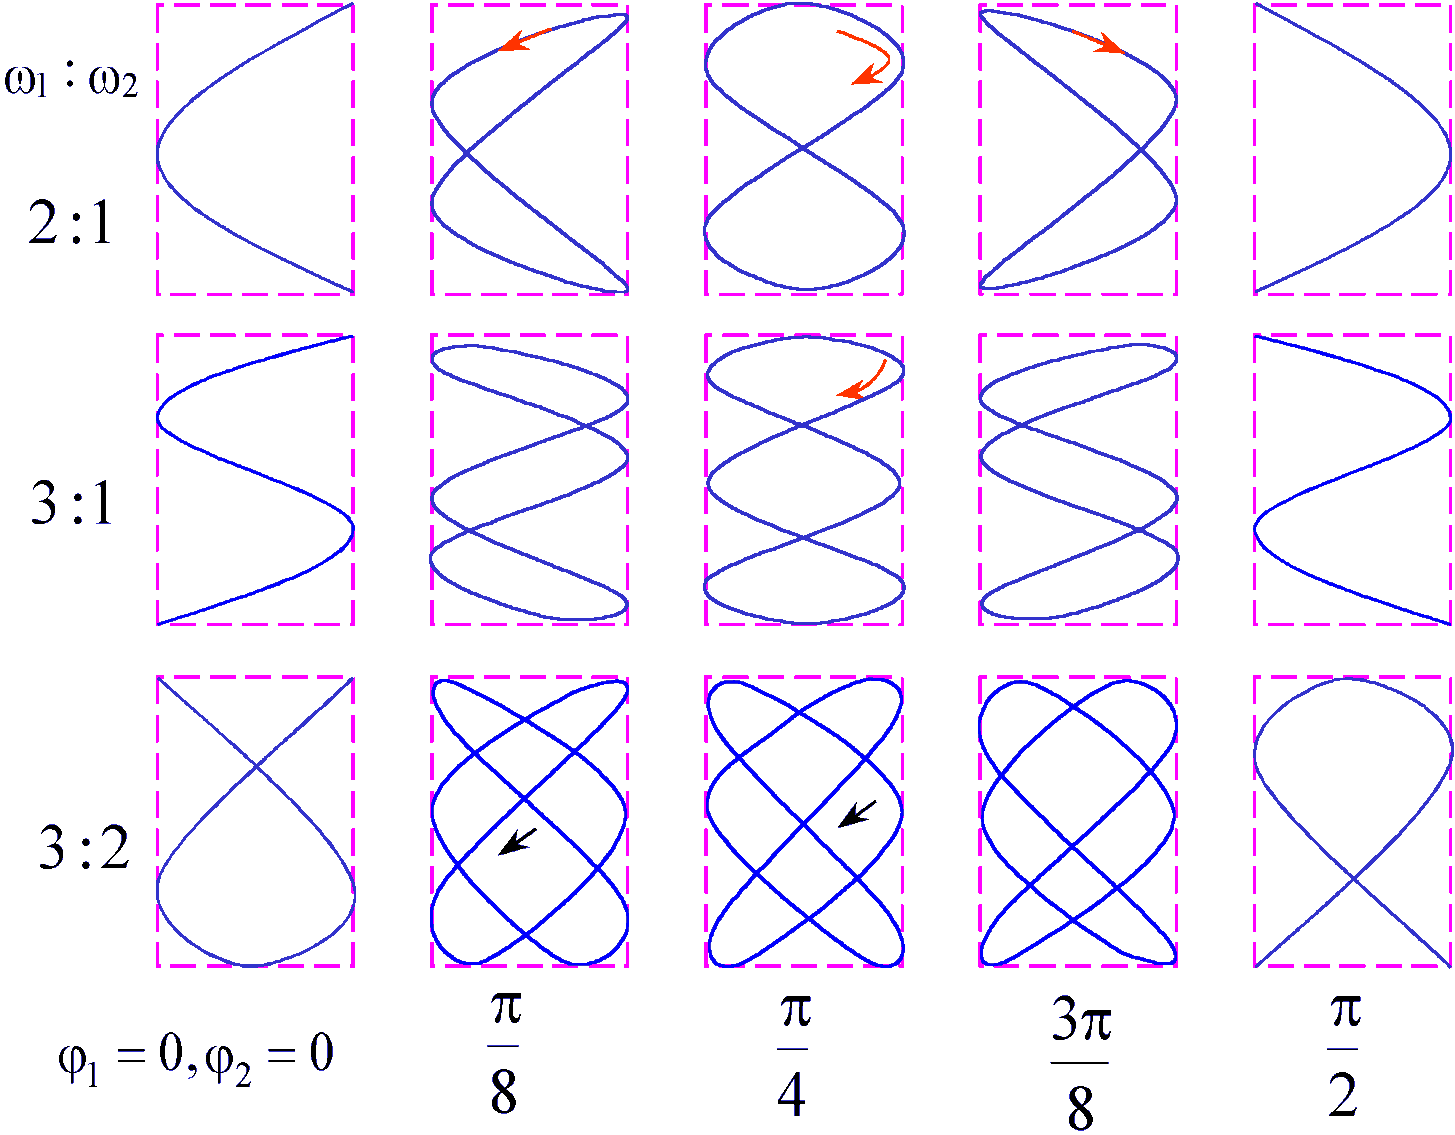 ω₁ : ω₂
2 : 1
3 : 1
3 : 2
φ₁ = 0, φ₂ = 0
π/8
π/4
3π/8
π/2